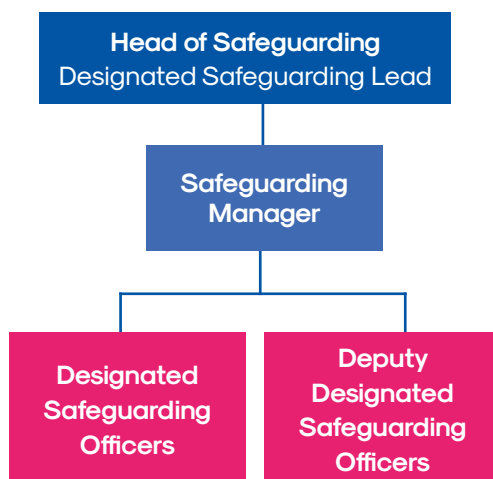 Head of Safeguarding
Designated Safeguarding Lead
Safeguarding
Manager
Designated
Safeguarding
Officers
Deputy
Designated
Safeguarding
Officers